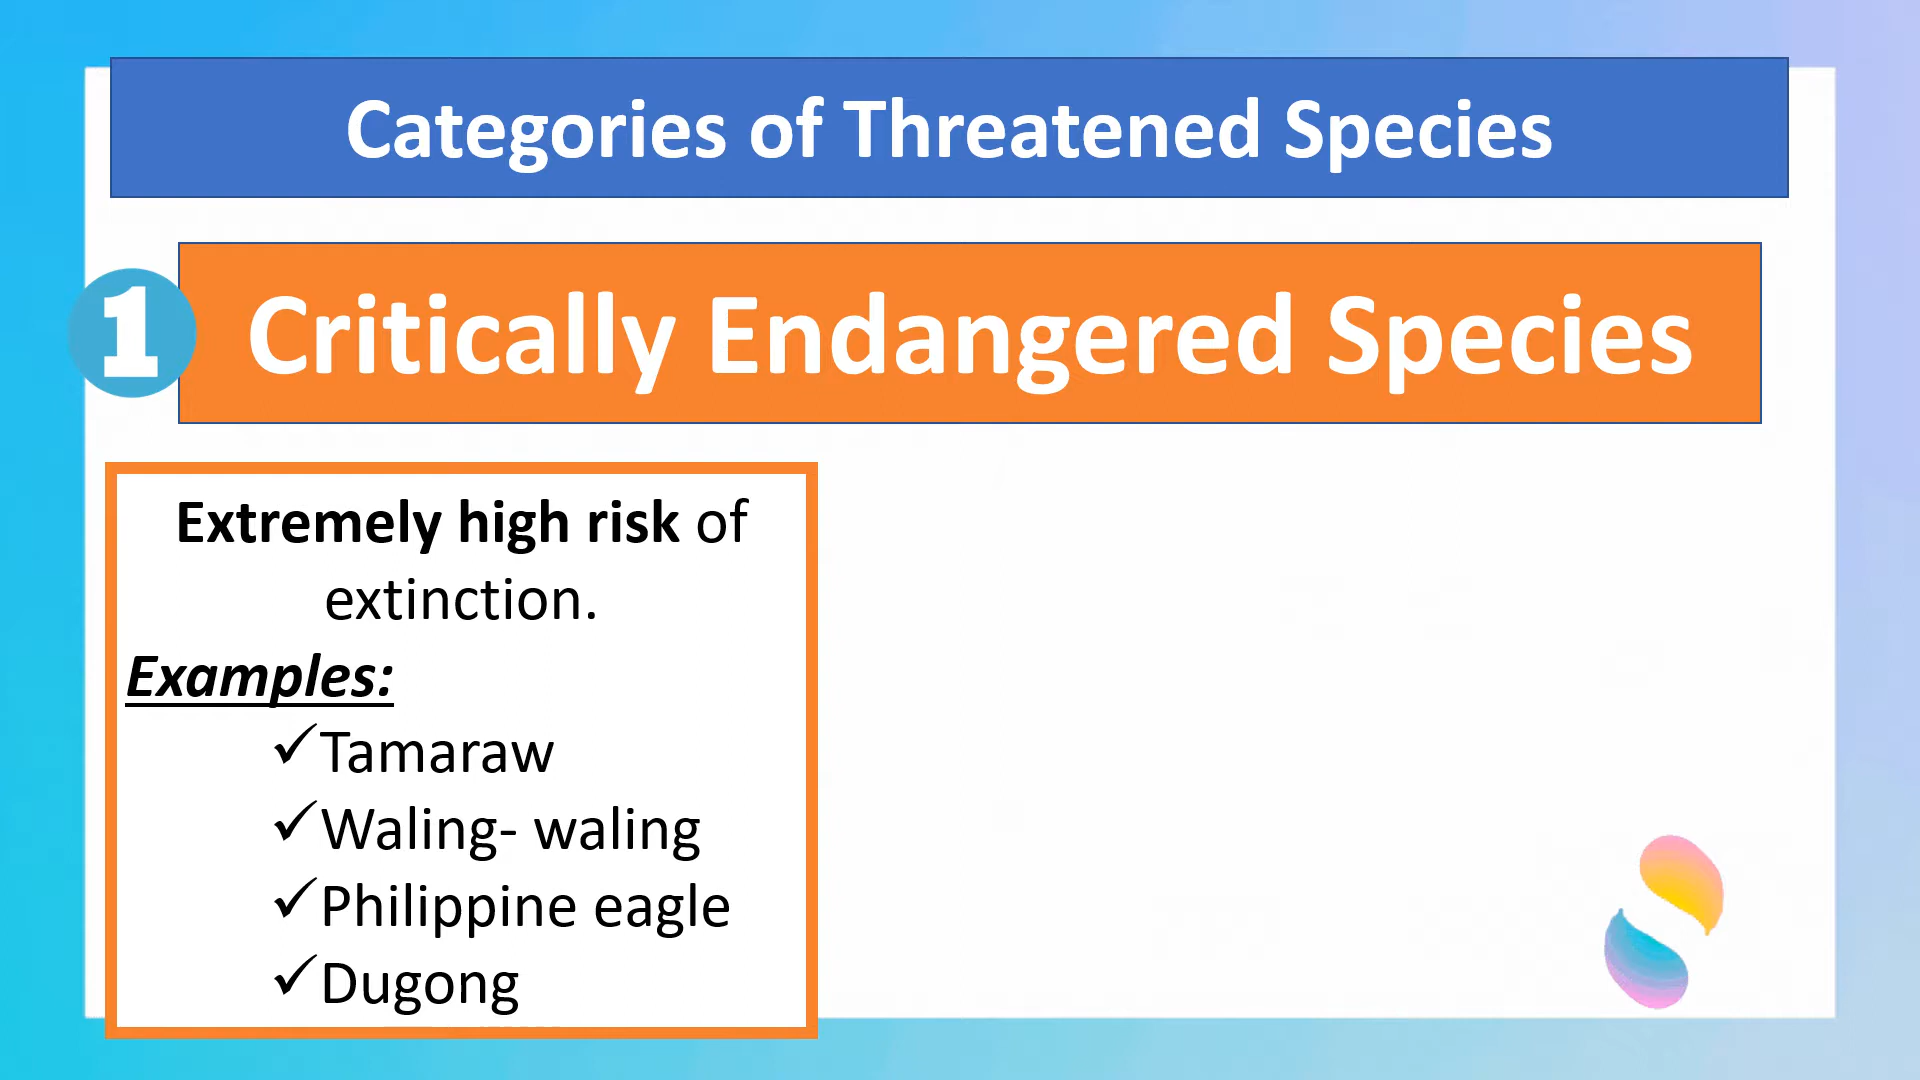 Categories of Threatened Species
1
Critically Endangered Species
Extremely high risk of
extinction.
Examples:
✓Tamaraw
✓Waling- waling
✓Philippine eagle
✓Dugong